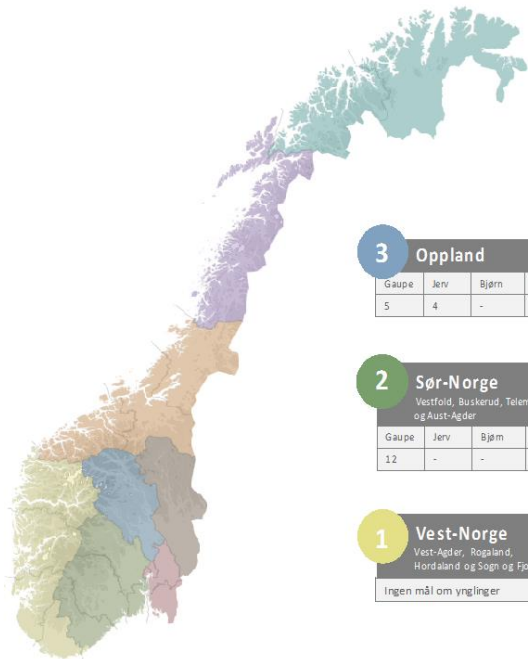 3 Oppland
Gaupe Jerv Bjørn
5 4 -
2 Sør-Norge
Vestfold, Buskerud, Telem
og Aust-Agder
Gaupe Jerv Bjørn
12 - -
1 Vest-Norge
Vest-Agder, Rogaland,
Hordaland og Sogn og Fjo
Ingen mål om ynglinger